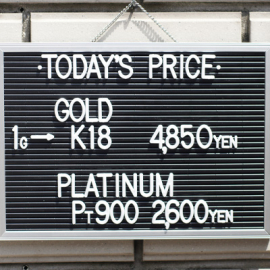 ·TODAY'S PRICE·
GOLD
1G→ K18 4,850YEN
PLATINUM
PT900 2,600YEN